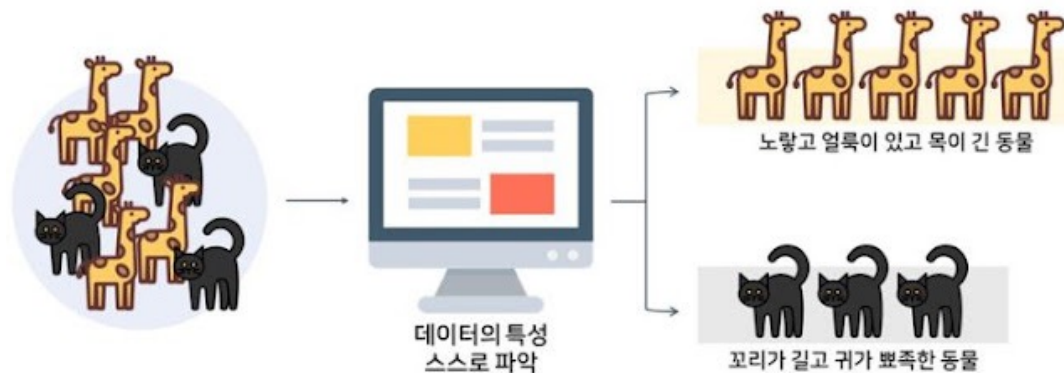 노랗고 얼룩이 있고 목이 긴 동물
데이터의 특성
스스로 파악
꼬리가 길고 귀가 뾰족한 동물